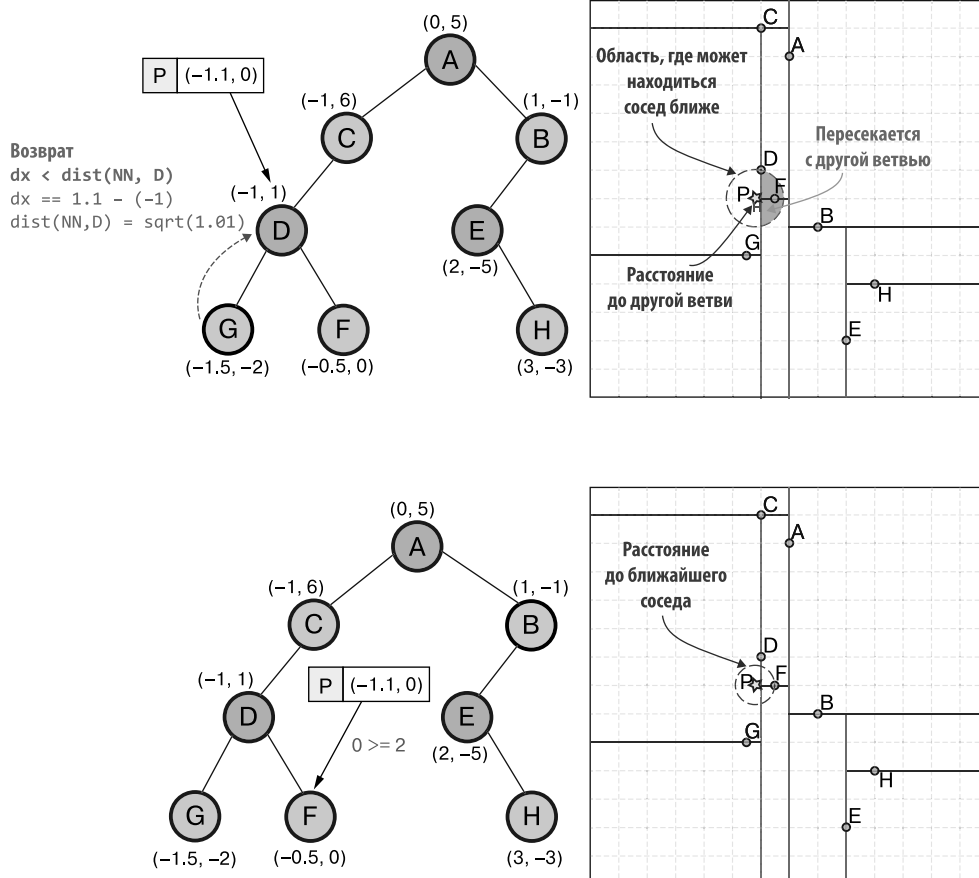 (0, 5)
A
P (−1.1, 0)
(−1, 6)
C
(1, −1)
B
Возврат
dx < dist(NN, D)
dx == 1.1 − (−1)
dist(NN,D) = sqrt(1.01)
(−1, 1)
D
E
(2, −5)
G
(−1.5, −2)
F
(−0.5, 0)
H
(3, −3)
C
A
Область, где может
находиться
сосед ближе
Пересекается
с другой ветвью
D
P
F
B
G
Расстояние
до другой ветви
H
E
(0, 5)
A
(−1, 6)
C
(1, −1)
B
P (−1.1, 0)
(−1, 1)
D
0 >= 2
E
(2, −5)
G
(−1.5, −2)
F
(−0.5, 0)
H
(3, −3)
C
A
Расстояние
до ближайшего
соседа
D
P
F
B
G
H
E